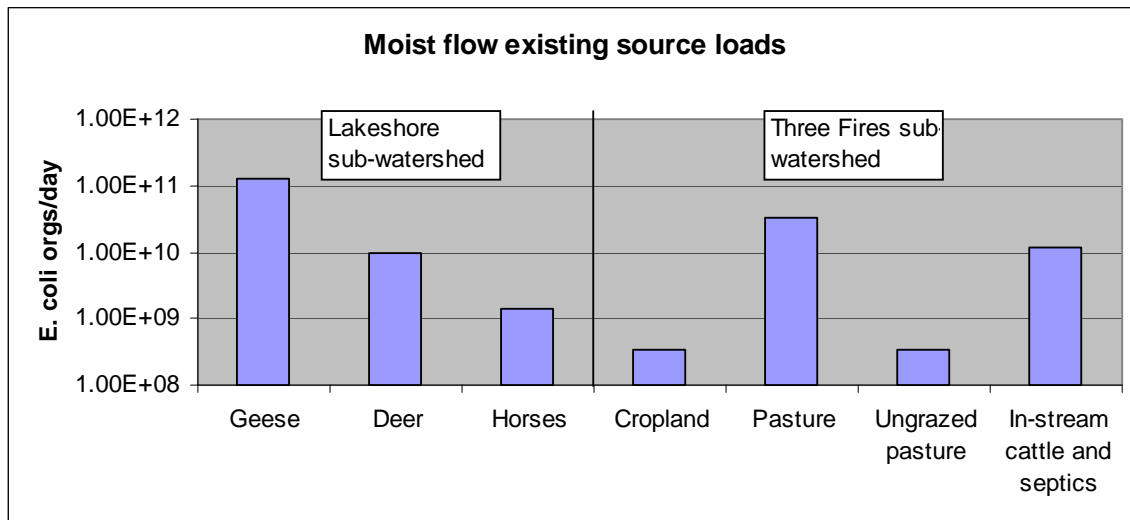 Moist flow existing source loads
E. coli orgs/day
1.00E+12
1.00E+11
1.00E+10
1.00E+09
1.00E+08
Lakeshore
sub-watershed
Three Fires sub-
watershed
Geese
Deer
Horses
Cropland
Pasture
Ungrazed
pasture
In-stream
cattle and
septics